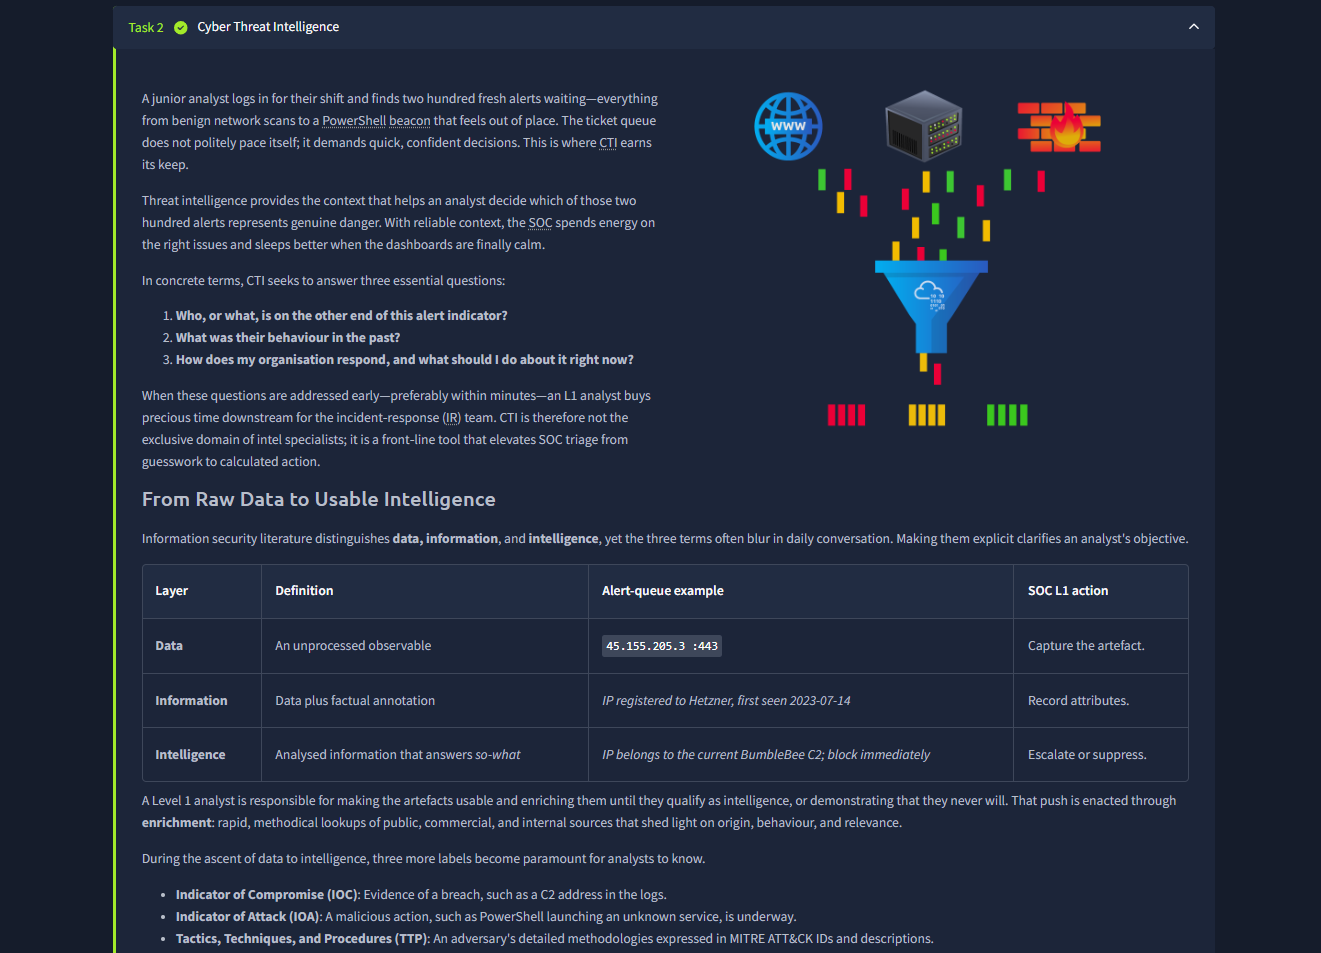 Task 2 Cyber Threat Intelligence
A junior analyst logs in for their shift and finds two hundred fresh alerts waiting—everything
from benign network scans to a PowerShell beacon that feels out of place. The ticket queue
does not politely pace itself; it demands quick, confident decisions. This is where CTI earns
its keep.
Threat intelligence provides the context that helps an analyst decide which of those two
hundred alerts represents genuine danger. With reliable context, the SOC spends energy on
the right issues and sleeps better when the dashboards are finally calm.
In concrete terms, CTI seeks to answer three essential questions:
1. Who, or what, is on the other end of this alert indicator?
2. What was their behaviour in the past?
3. How does my organisation respond, and what should I do about it right now?
When these questions are addressed early—preferably within minutes—an L1 analyst buys
precious time downstream for the incident-response (IR) team. CTI is therefore not the
exclusive domain of intel specialists; it is a front-line tool that elevates SOC triage from
guesswork to calculated action.
WWW
From Raw Data to Usable Intelligence
Information security literature distinguishes data, information, and intelligence, yet the three terms often blur in daily conversation. Making them explicit clarifies an analyst's objective.
Layer Definition Alert-queue example SOC L1 action
Data An unprocessed observable 45.155.205.3 :443 Capture the artefact.
Information Data plus factual annotation IP registered to Hetzner, first seen 2023-07-14 Record attributes.
Intelligence Analysed information that answers so-what IP belongs to the current BumbleBee C2; block immediately Escalate or suppress.
A Level 1 analyst is responsible for making the artefacts usable and enriching them until they qualify as intelligence, or demonstrating that they never will. That push is enacted through
enrichment: rapid, methodical lookups of public, commercial, and internal sources that shed light on origin, behaviour, and relevance.
During the ascent of data to intelligence, three more labels become paramount for analysts to know.
• Indicator of Compromise (IOC): Evidence of a breach, such as a C2 address in the logs.
• Indicator of Attack (IOA): A malicious action, such as PowerShell launching an unknown service, is underway.
• Tactics, Techniques, and Procedures (TTP): An adversary's detailed methodologies expressed in MITRE ATT&CK IDs and descriptions.